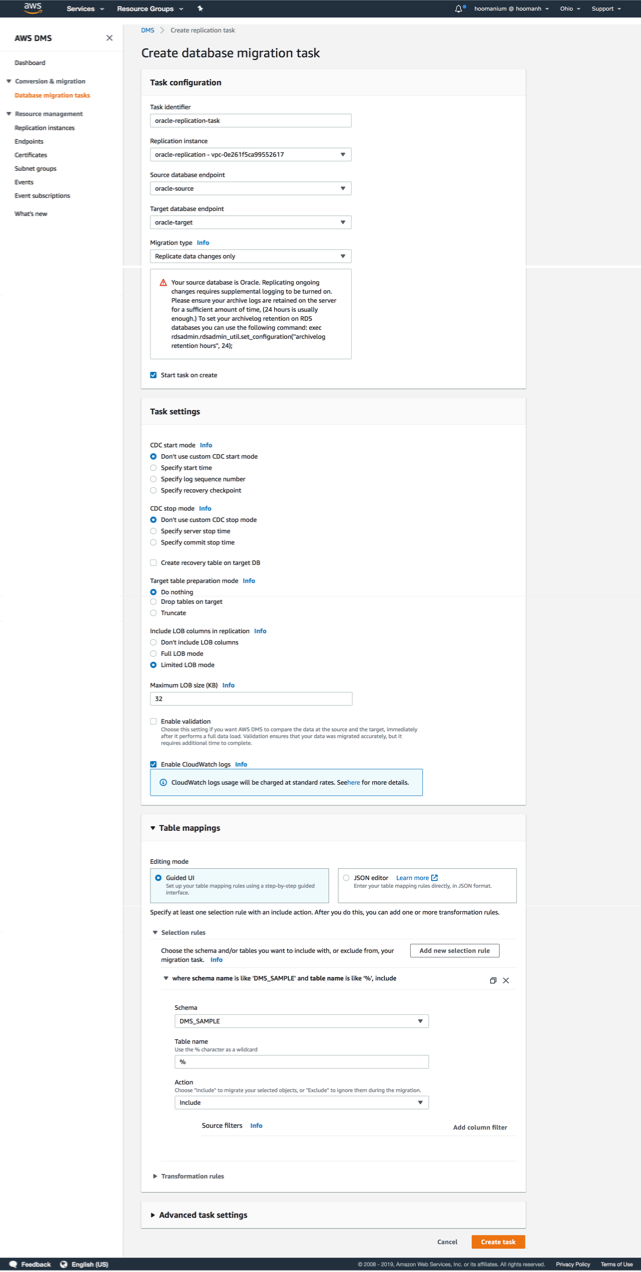 aws Services Resource Groups hoomanium @ hoomanh Ohio Support
AWS DMS
DMS > Create replication task
Create database migration task
Dashboard
Conversion & migration
Database migration tasks
Resource management
Replication instances
Endpoints
Certificates
Subnet groups
Events
Event subscriptions
What's new
Task configuration
Task identifier
oracle-replication-task
Replication instance
oracle-replication - vpc-0e261f5ca99552617
Source database endpoint
oracle-source
Target database endpoint
oracle-target
Migration type Info
Replicate data changes only
Your source database is Oracle. Replicating ongoing
changes requires supplemental logging to be turned on.
Please ensure your archive logs are retained on the server
for a sufficient amount of time, (24 hours is usually
enough.) To set your archivelog retention on RDS
databases you can use the following command: exec
rdsadmin.rdsadmin_util.set_configuration("archivelog
retention hours", 24);
Start task on create
Task settings
CDC start mode Info
Don't use custom CDC start mode
Specify start time
Specify log sequence number
Specify recovery checkpoint
CDC stop mode Info
Don't use custom CDC stop mode
Specify server stop time
Specify commit stop time
Create recovery table on target DB
Target table preparation mode Info
Do nothing
Drop tables on target
Truncate
Include LOB columns in replication Info
Don't include LOB columns
Full LOB mode
Limited LOB mode
Maximum LOB size (KB) Info
32
Enable validation
Choose this setting if you want AWS DMS to compare the data at the source and the target, immediately
after it performs a full data load. Validation ensures that your data was migrated accurately, but it
requires additional time to complete.
Enable CloudWatch logs Info
CloudWatch logs usage will be charged at standard rates. Seehere for more details.
Table mappings
Editing mode
Guided UI
Set up your table mapping rules using a step-by-step guided
interface.
JSON editor Learn more
Enter your table mapping rules directly, in JSON format.
Specify at least one selection rule with an include action. After you do this, you can add one or more transformation rules.
Selection rules
Choose the schema and/or tables you want to include with, or exclude from, your
migration task. Info
Add new selection rule
where schema name is like 'DMS_SAMPLE' and table name is like '%', include
Schema
DMS_SAMPLE
Table name
Use the % character as a wildcard
%
Action
Choose "Include" to migrate your selected objects, or "Exclude" to ignore them during the migration.
Include
Source filters Info Add column filter
Transformation rules
Advanced task settings
Cancel Create task
Feedback English (US) © 2008 - 2019, Amazon Web Services, Inc. or its affiliates. All rights reserved. Privacy Policy Terms of Use